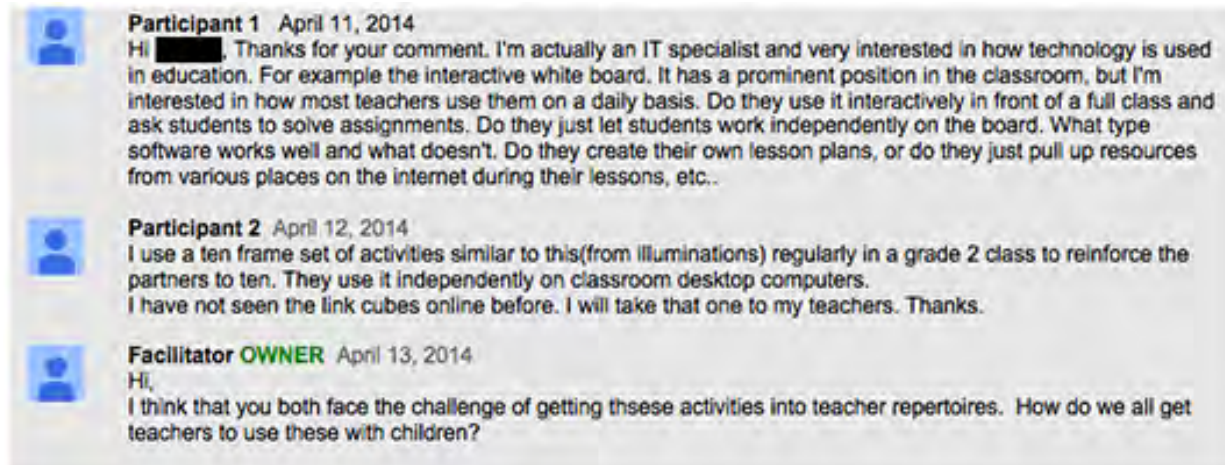 Participant 1 April 11, 2014
Hi , Thanks for your comment. I'm actually an IT specialist and very interested in how technology is used
in education. For example the interactive white board. It has a prominent position in the classroom, but I'm
interested in how most teachers use them on a daily basis. Do they use it interactively in front of a full class and
ask students to solve assignments. Do they just let students work independently on the board. What type
software works well and what doesn't. Do they create their own lesson plans, or do they just pull up resources
from various places on the internet during their lessons, etc..
Participant 2 April 12, 2014
I use a ten frame set of activities similar to this(from illuminations) regularly in a grade 2 class to reinforce the
partners to ten. They use it independently on classroom desktop computers.
I have not seen the link cubes online before. I will take that one to my teachers. Thanks.
Facilitator OWNER April 13, 2014
Hi,
I think that you both face the challenge of getting thsese activities into teacher repertoires. How do we all get
teachers to use these with children?